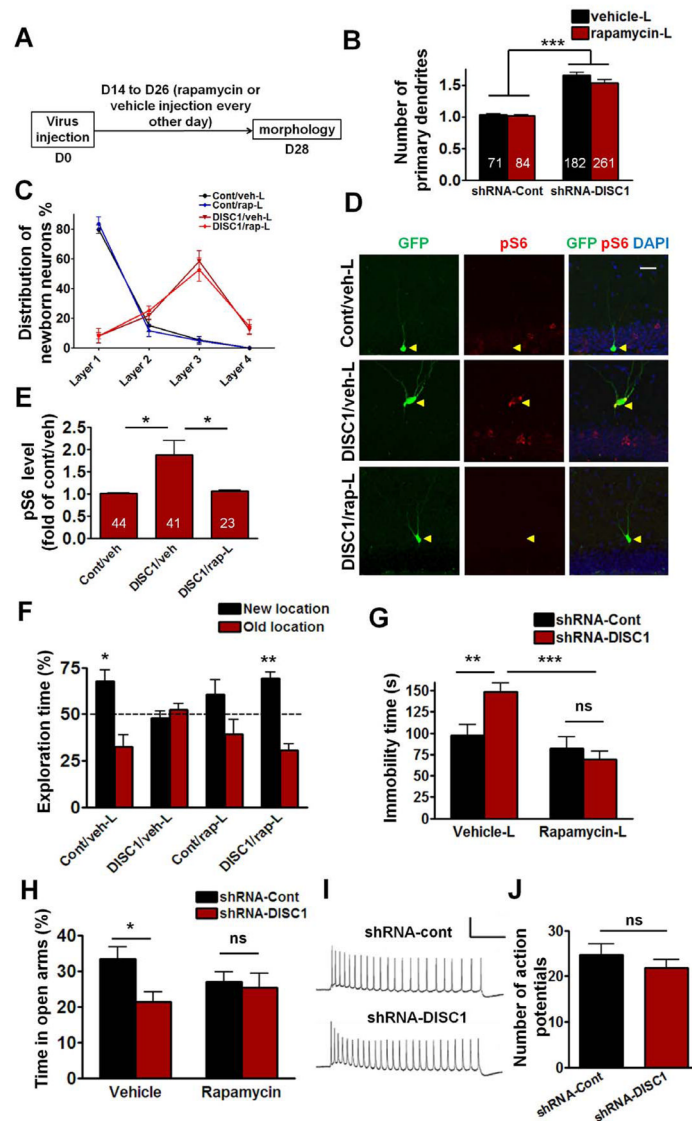 A
D14 to D26 (rapamycin or
vehicle injection every
other day)
Virus
injection
D0
morphology
D28
B
vehicle-L
rapamycin-L
***
Number of
primary dendrites
1.5
1.0
0.5
0.0
71
84
182
261
shRNA-Cont
shRNA-DISC1
C
Cont/veh-L
Cont/rap-L
DISC1/veh-L
DISC1/rap-L
Distribution of
newborn neurons %
80
60
40
20
0
Layer 1
Layer 2
Layer 3
Layer 4
D
GFP
pS6
GFP pS6 DAPI
Cont/veh-L
DISC1/veh-L
DISC1/rap-L
E
pS6 level
(fold of cont/veh)
2.5
2.0
1.5
1.0
0.5
0.0
*
*
44
41
23
Cont/veh
DISC1/veh
DISC1/rap-L
F
New location
Old location
Exploration time (%)
75
50
25
0
*
**
Cont/veh-L
DISC1/veh-L
Cont/rap-L
DISC1/rap-L
G
shRNA-Cont
shRNA-DISC1
Immobility time (s)
150
125
100
75
50
25
0
**
***
ns
Vehicle-L
Rapamycin-L
H
shRNA-Cont
shRNA-DISC1
Time in open arms (%)
40
30
20
10
0
*
ns
Vehicle
Rapamycin
I
shRNA-cont
shRNA-DISC1
J
ns
Number of action
potentials
30
20
10
0
shRNA-Cont
shRNA-DISC1